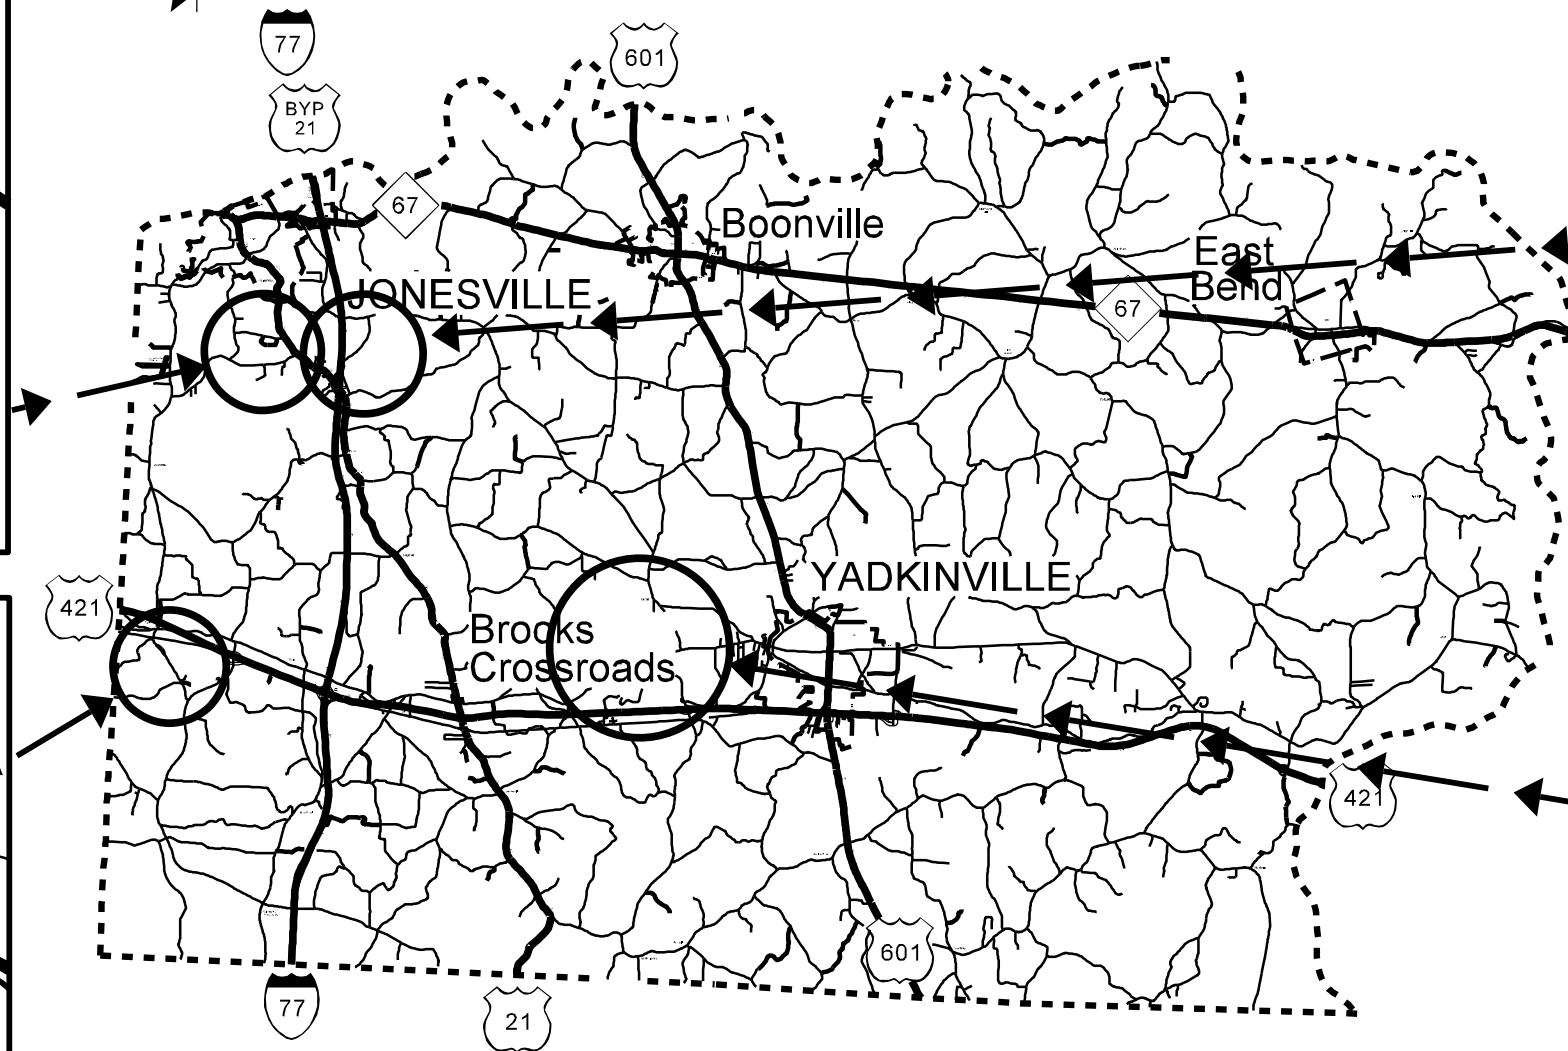 77
601
BYP
21
67
Boonville
East
Bend
JONESVILLE
67
YADKINVILLE
421
Brooks
Crossroads
421
601
77
21